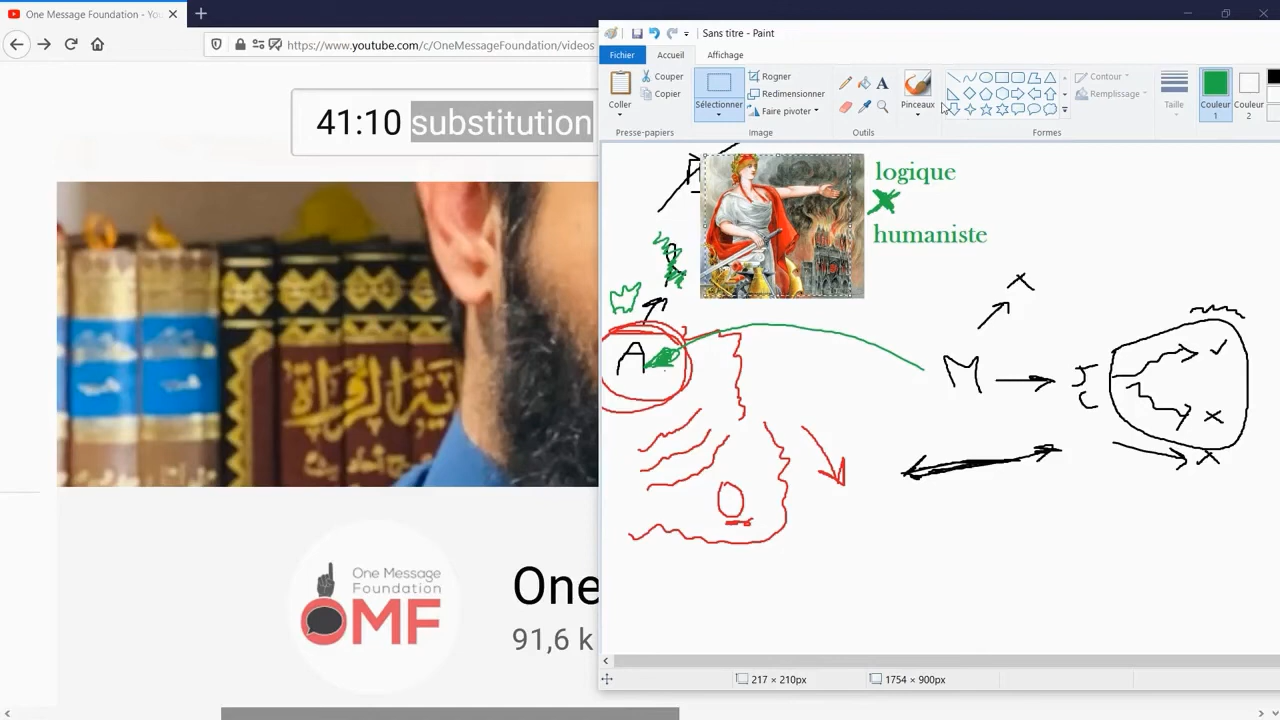 One Message Foundation - You
https://www.youtube.com/c/OneMessageFoundation/videos
41:10 substitution
One Message
Foundation
OMF
One
91,6 k
Sans titre - Paint
Fichier
Accueil
Affichage
Coller
Couper
Copier
Presse-papiers
Sélectionner
Rogner
Redimensionner
Faire pivoter
Image
A
Outils
Pinceaux
Contour
Remplissage
Formes
Taille
Couleur
1
Couleur
2
logique
humaniste
X
A
M
X
X
217 × 210px
1754 × 900px